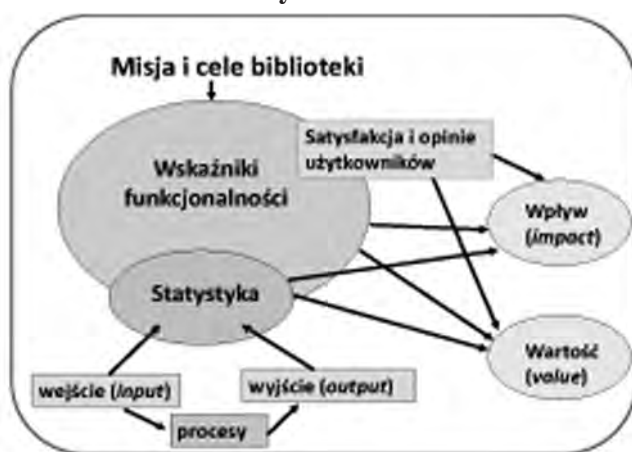 Misja i cele biblioteki
Satysfakcja i opinie
użytkowników
Wskaźniki
funkcjonalności
Wpływ
(impact)
Statystyka
Wartość
(value)
wejście (input)
wyjście (output)
procesy